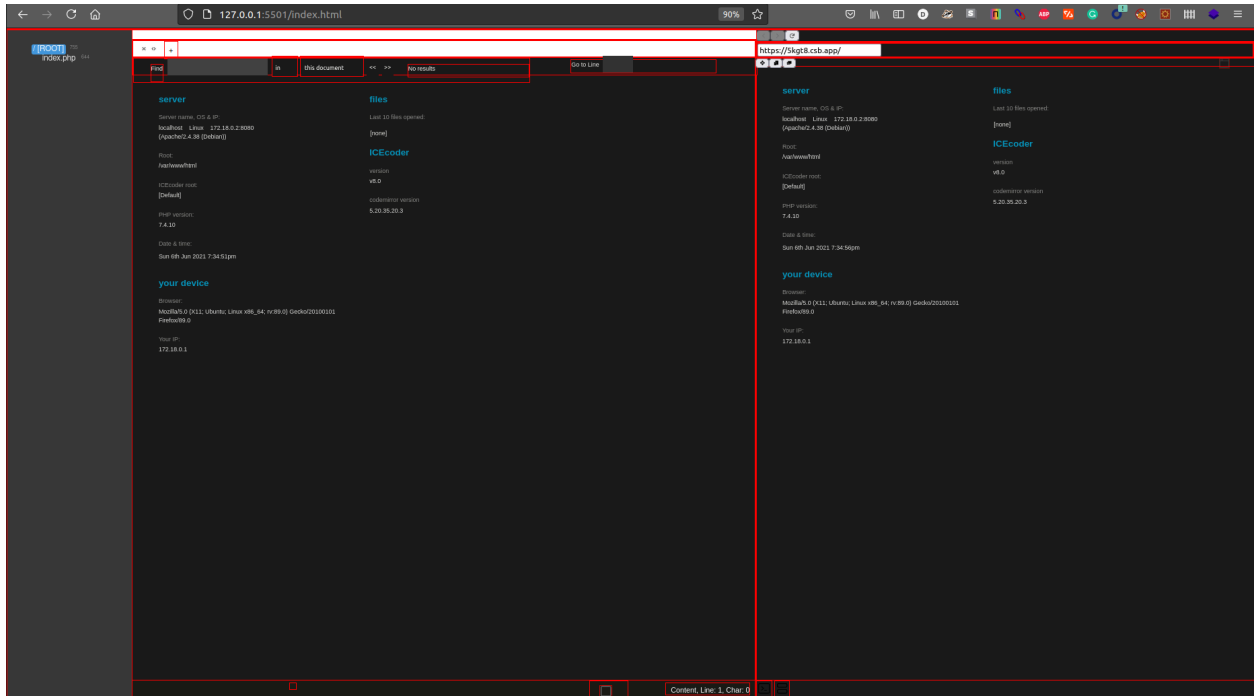 127.0.0.1:5501/index.html 90%
/ [ROOT] 755
index.php 644
+
Find in this document << >> No results Go to Line
server
Server name, OS & IP:
localhost Linux 172.18.0.2:8080
(Apache/2.4.38 (Debian))
Root:
/var/www/html
ICEcoder root:
[Default]
PHP version:
7.4.10
Date & time:
Sun 6th Jun 2021 7:34:51pm
your device
Browser:
Mozilla/5.0 (X11; Ubuntu; Linux x86_64; rv:89.0) Gecko/20100101
Firefox/89.0
Your IP:
172.18.0.1
files
Last 10 files opened:
[none]
ICEcoder
version
v8.0
codemirror version
5.20.35.20.3
Content, Line: 1, Char: 0
https://5kgt8.csb.app/
server
Server name, OS & IP:
localhost Linux 172.18.0.2:8080
(Apache/2.4.38 (Debian))
Root:
/var/www/html
ICEcoder root:
[Default]
PHP version:
7.4.10
Date & time:
Sun 6th Jun 2021 7:34:56pm
your device
Browser:
Mozilla/5.0 (X11; Ubuntu; Linux x86_64; rv:89.0) Gecko/20100101
Firefox/89.0
Your IP:
172.18.0.1
files
Last 10 files opened:
[none]
ICEcoder
version
v8.0
codemirror version
5.20.35.20.3